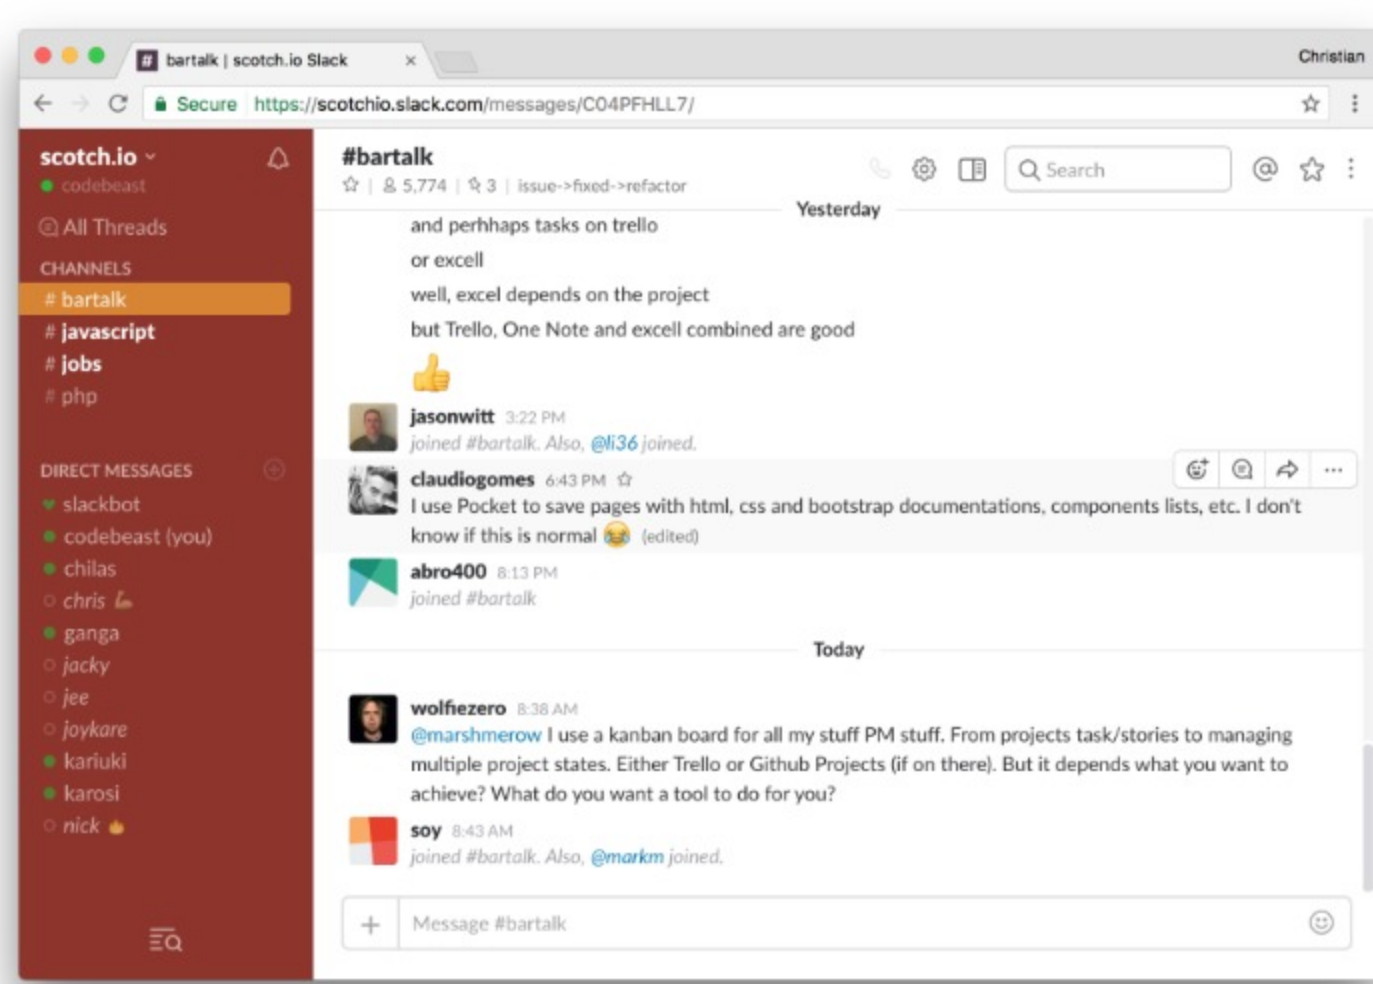 bartalk | scotch.io Slack
Christian
Secure https://scotchio.slack.com/messages/C04PFHLL7/
scotch.io
codebeast
All Threads
CHANNELS
# bartalk
# javascript
# jobs
# php
DIRECT MESSAGES
slackbot
codebeast (you)
chilas
chris
ganga
jacky
jee
joykare
kariuki
karosi
nick
#bartalk
5,774 | 3 | issue->fixed->refactor
Search
Yesterday
and perhhaps tasks on trello
or excell
well, excel depends on the project
but Trello, One Note and excell combined are good
jasonwitt 3:22 PM
joined #bartalk. Also, @li36 joined.
claudiogomes 6:43 PM
I use Pocket to save pages with html, css and bootstrap documentations, components lists, etc. I don't
know if this is normal (edited)
abro400 8:13 PM
joined #bartalk
Today
wolfiezero 8:38 AM
@marshmerow I use a kanban board for all my stuff PM stuff. From projects task/stories to managing
multiple project states. Either Trello or Github Projects (if on there). But it depends what you want to
achieve? What do you want a tool to do for you?
soy 8:43 AM
joined #bartalk. Also, @markm joined.
Message #bartalk